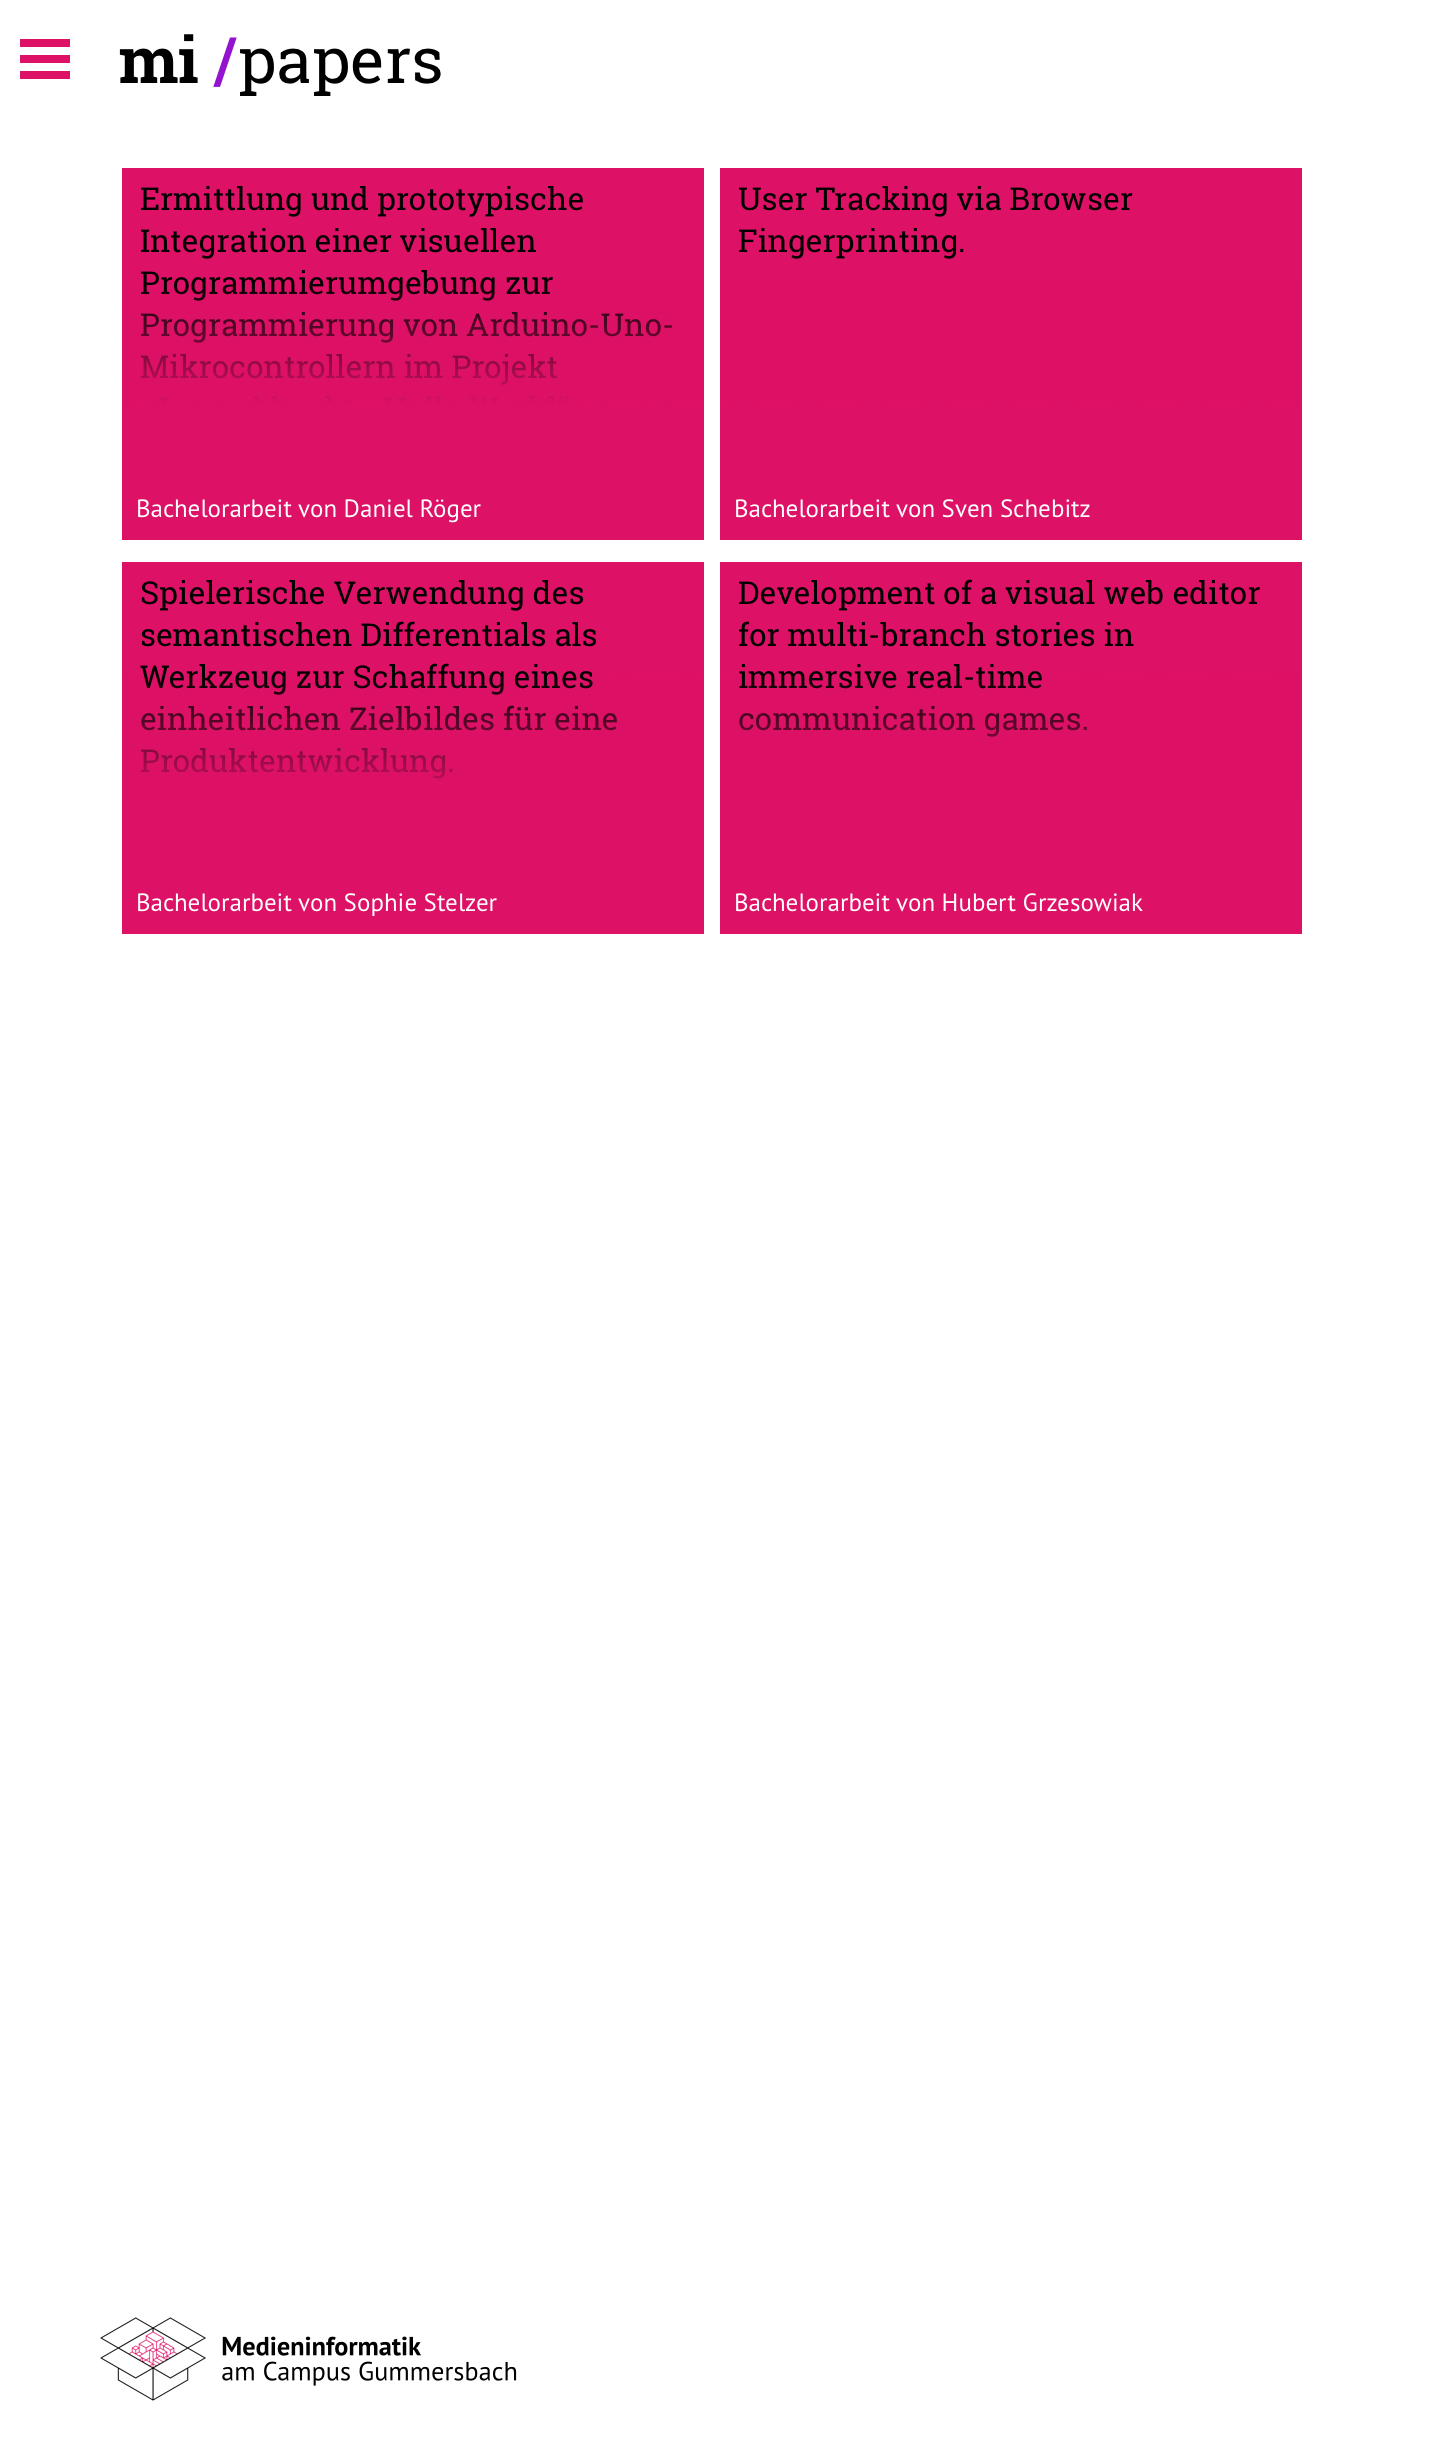 mi /papers
Ermittlung und prototypische
Integration einer visuellen
Programmierumgebung zur
Programmierung von Arduino-Uno-
Mikrocontrollern im Projekt
Bachelorarbeit von Daniel Röger
User Tracking via Browser
Fingerprinting.
Bachelorarbeit von Sven Schebitz
Spielerische Verwendung des
semantischen Differentials als
Werkzeug zur Schaffung eines
einheitlichen Zielbildes für eine
Produktentwicklung.
Bachelorarbeit von Sophie Stelzer
Development of a visual web editor
for multi-branch stories in
immersive real-time
communication games.
Bachelorarbeit von Hubert Grzesowiak
Medieninformatik
am Campus Gummersbach